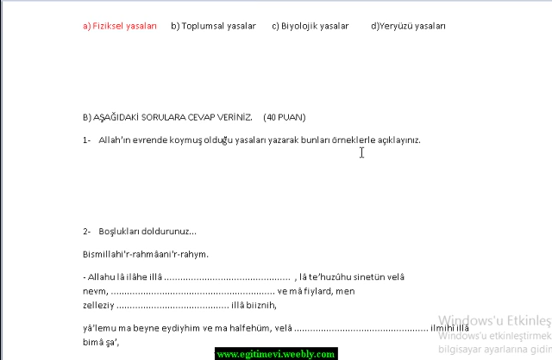 a) Fiziksel yasaları b) Toplumsal yasalar c) Biyolojik yasalar d)Yeryüzü yasaları
B) AŞAĞIDAKİ SORULARA CEVAP VERİNİZ. (40 PUAN)
1- Allah'ın evrende koymuş olduğu yasaları yazarak bunları örneklerle açıklayınız.
2- Boşlukları doldurunuz...
Bismillahi'r-rahmâani'r-rahym.
- Allahu lâ ilâhe illâ ............................................... , lâ te'huzûhu sinetün velâ
nevm, ............................................................. ve mâ fiylard, men
zelleziy .......................................... illâ biiznih,
yâ'lemu ma beyne eydiyhim ve ma halfehüm, velâ .................................................. ilmihî illâ
bimâ şa',
Windows'u Etkinleş
Windows'u etkinleştirmek
bilgisayar ayarlarına gidin
www.egitimevi.weebly.com